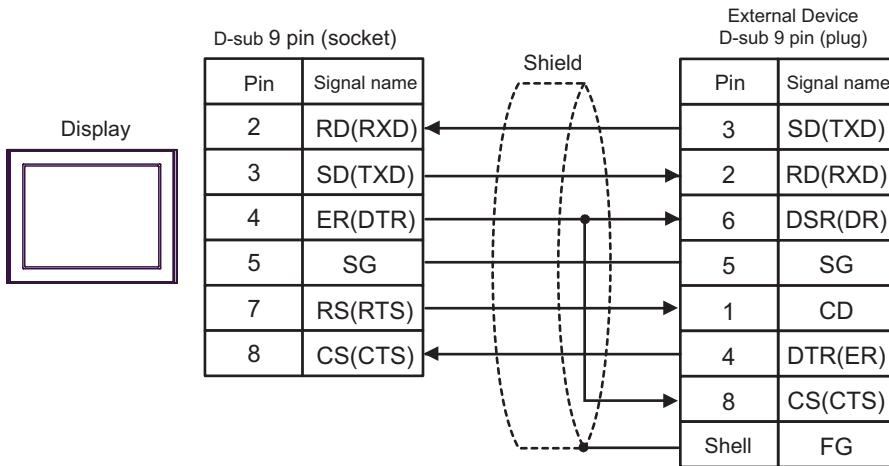 External Device
D-sub 9 pin (socket)
D-sub 9 pin (plug)
Shield
Pin Signal name
Pin Signal name
Display
2 RD(RXD) 3 SD(TXD)
3 SD(TXD) 2 RD(RXD)
4 ER(DTR) 6 DSR(DR)
5 SG 5 SG
7 RS(RTS) 1 CD
8 CS(CTS) 4 DTR(ER)
8 CS(CTS)
Shell FG